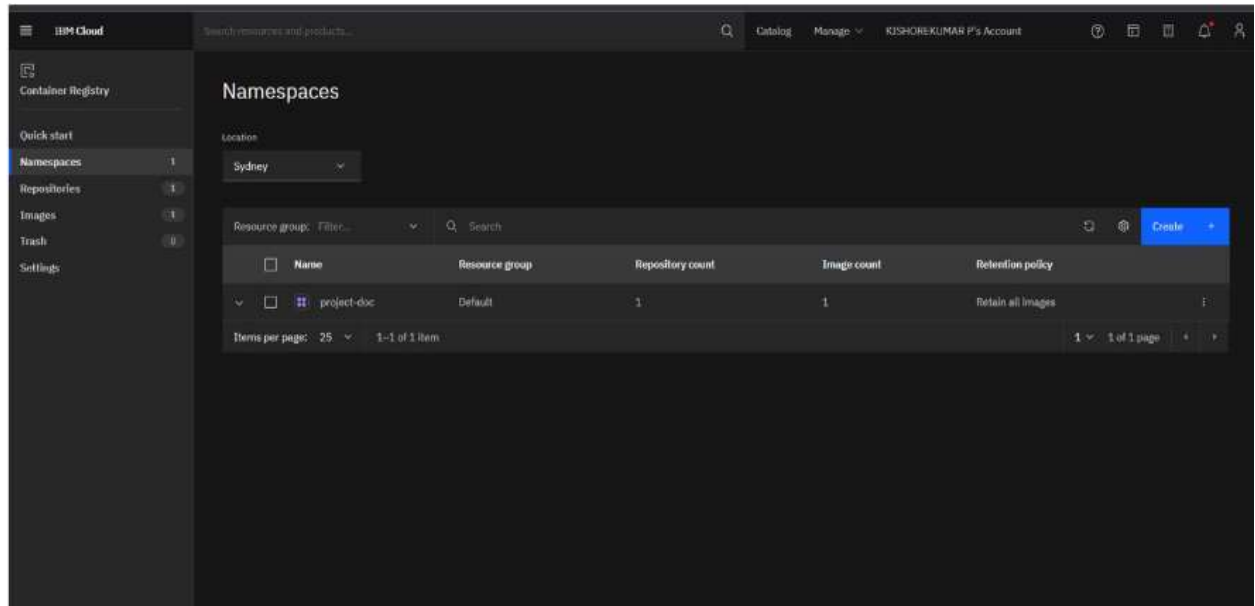 IBM Cloud
Search resources and products...
Catalog Manage KISHOREKUMAR P's Account
Container Registry
Quick start
Namespaces 1
Repositories 1
Images 1
Trash 0
Settings
Namespaces
Location
Sydney
Resource group: Filter... Search Create +
Name Resource group Repository count Image count Retention policy
project-doc Default 1 1 Retain all images
Items per page: 25 1–1 of 1 item 1 1 of 1 page